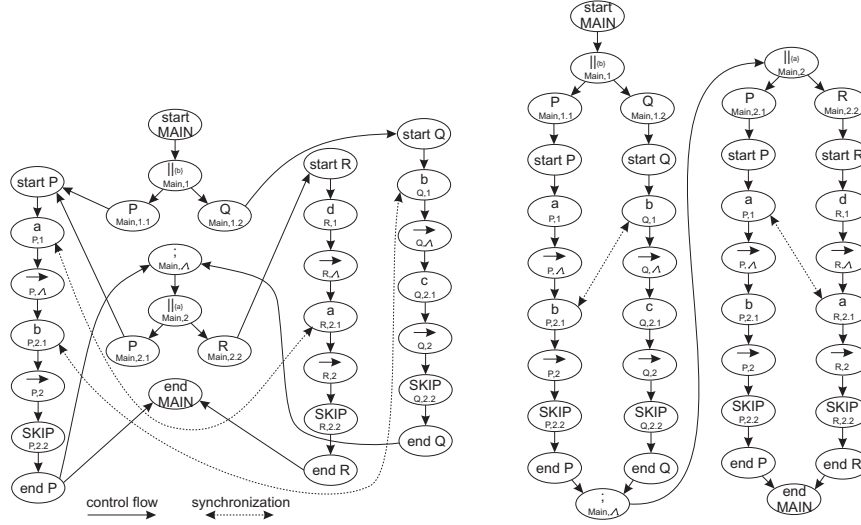 start
MAIN
||{b}
Main,1
P
Main,1.1
Q
Main,1.2
start P
a
P,1
→
P,Λ
b
P,2.1
→
P,2
SKIP
P,2.2
end P
;
Main,Λ
||{a}
Main,2
P
Main,2.1
R
Main,2.2
end
MAIN
start R
d
R,1
→
R,Λ
a
R,2.1
→
R,2
SKIP
R,2.2
end R
start Q
b
Q,1
→
Q,Λ
c
Q,2.1
→
Q,2
SKIP
Q,2.2
end Q
control flow
synchronization
start
MAIN
||{b}
Main,1
P
Main,1.1
start P
a
P,1
→
P,Λ
b
P,2.1
→
P,2
SKIP
P,2.2
end P
Q
Main,1.2
start Q
b
Q,1
→
Q,Λ
c
Q,2.1
→
Q,2
SKIP
Q,2.2
end Q
;
Main,Λ
||{a}
Main,2
P
Main,2.1
start P
a
P,1
→
P,Λ
b
P,2.1
→
P,2
SKIP
P,2.2
end P
R
Main,2.2
start R
d
R,1
→
R,Λ
a
R,2.1
→
R,2
SKIP
R,2.2
end R
end
MAIN